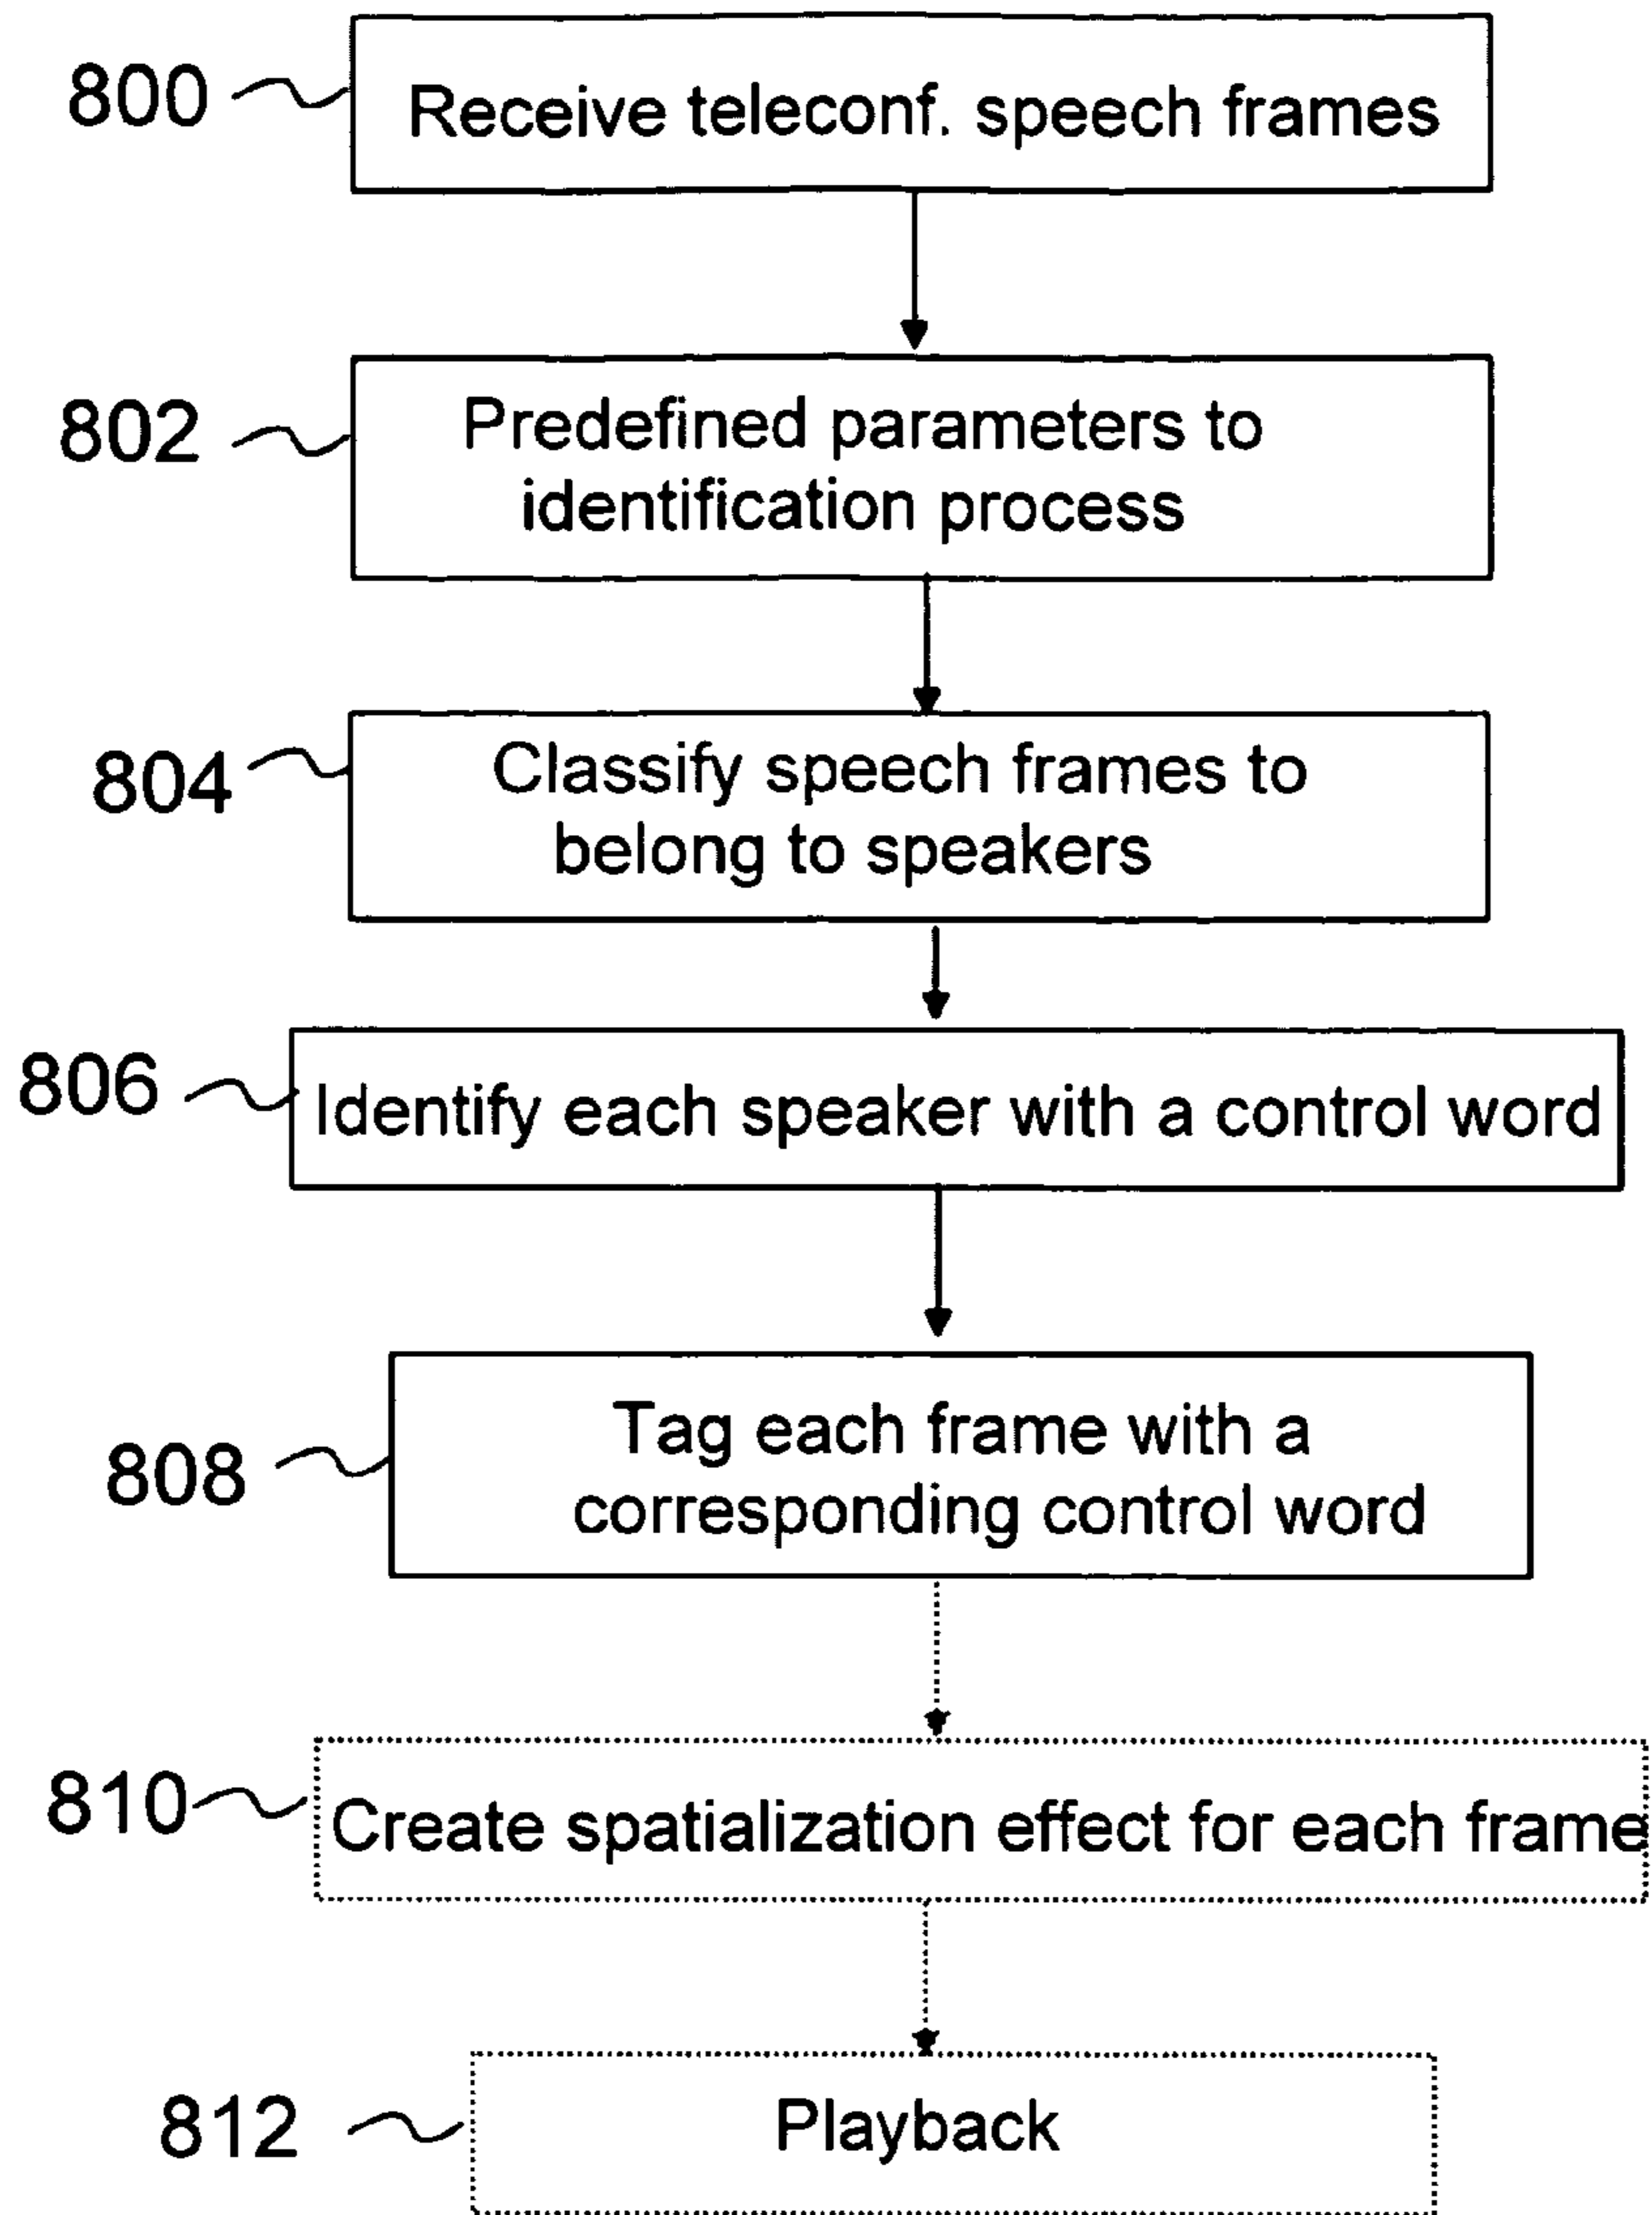 800
Receive teleconf. speech frames
802
Predefined parameters to
identification process
804
Classify speech frames to
belong to speakers
806
Identify each speaker with a control word
808
Tag each frame with a
corresponding control word
810
Create spatialization effect for each frame
812
Playback